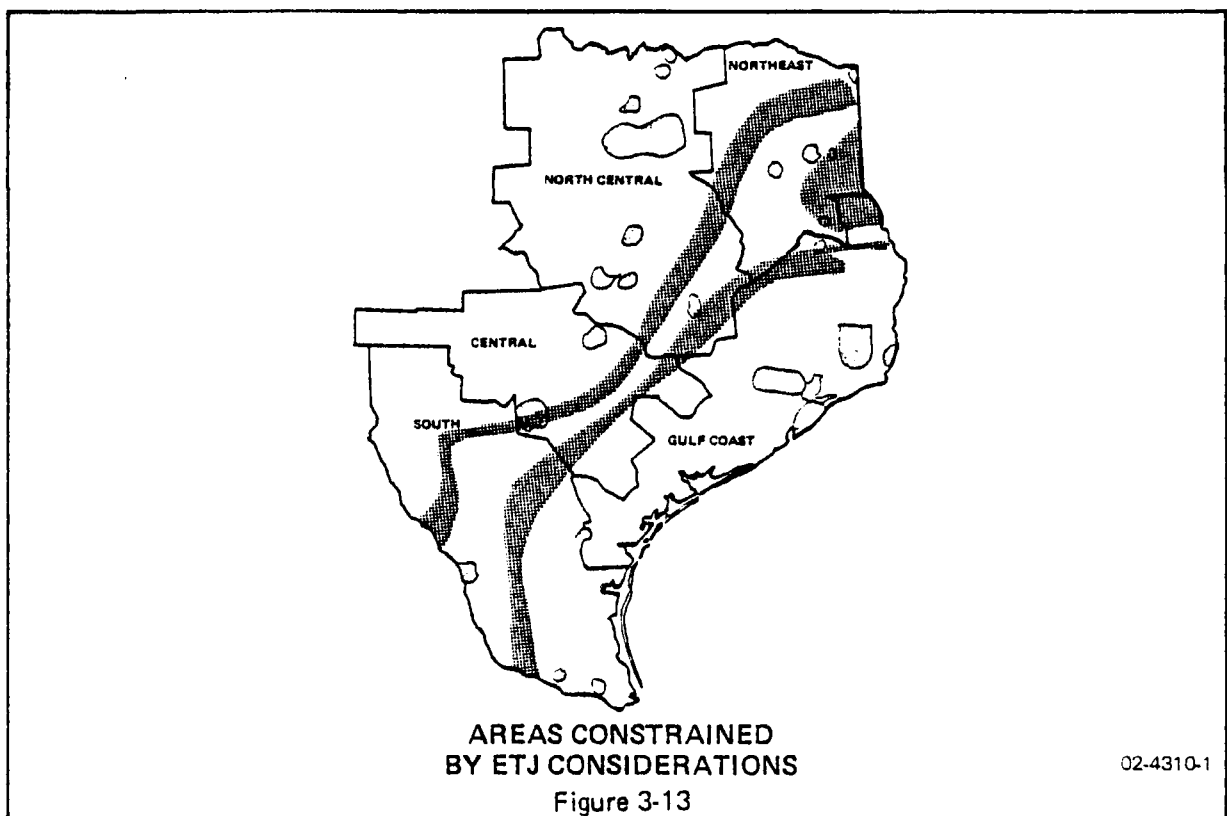 NORTHEAST
NORTH CENTRAL
CENTRAL
SOUTH
GULF COAST
AREAS CONSTRAINED
BY ETJ CONSIDERATIONS
02-4310-1
Figure 3-13